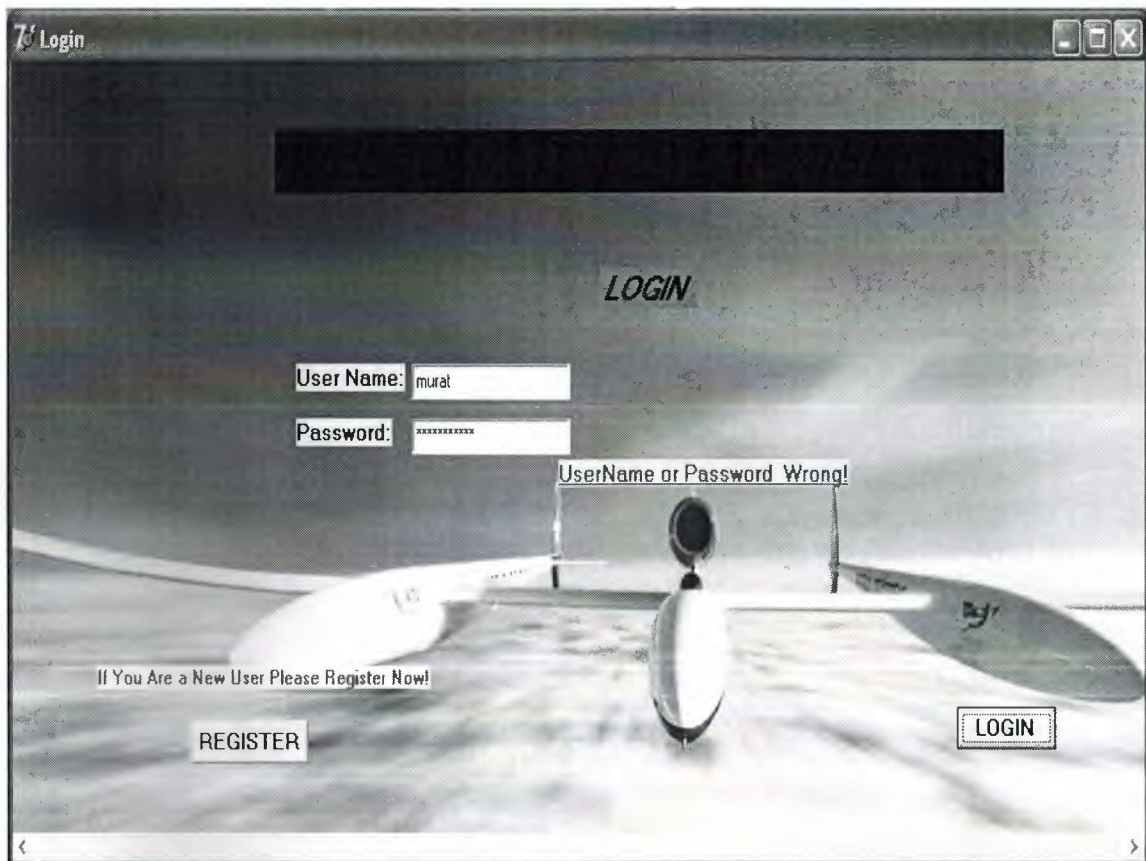 Login
LOGIN
User Name: murat
Password: xxxxxxxxxxx
UserName or Password Wrong!
If You Are a New User Please Register Now!
REGISTER
LOGIN